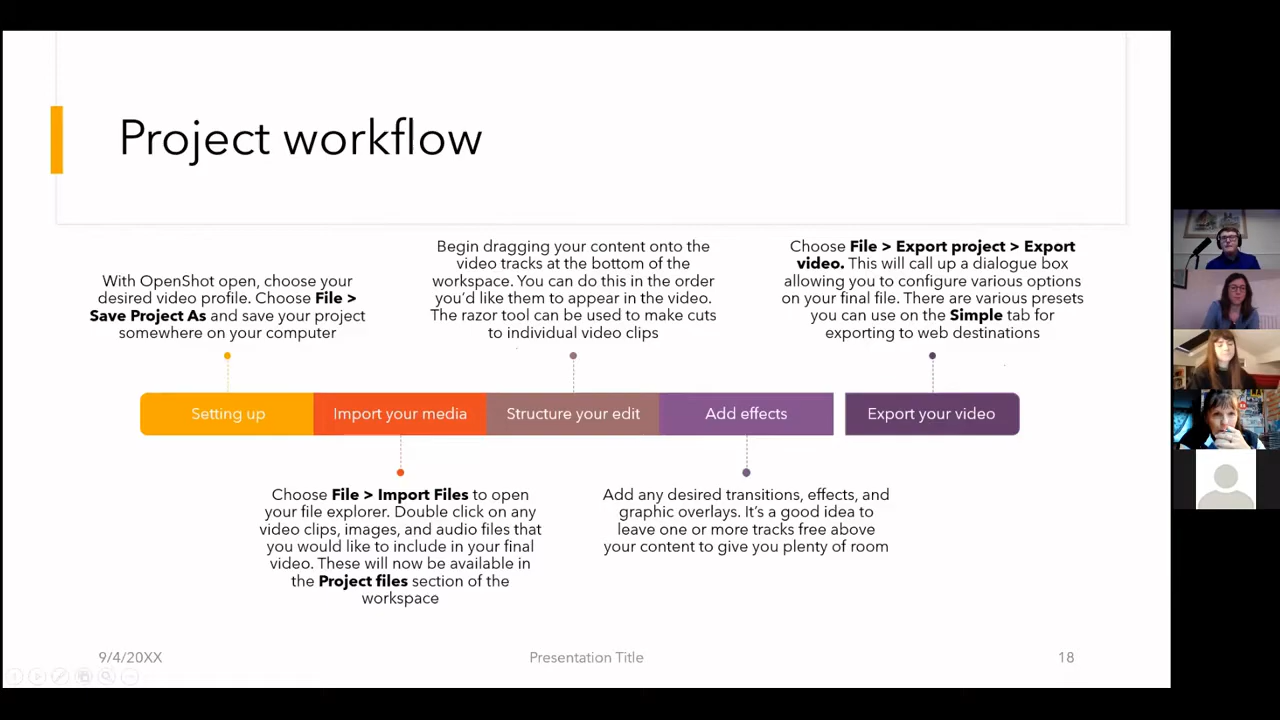 Project workflow
With OpenShot open, choose your
desired video profile. Choose File >
Save Project As and save your project
somewhere on your computer
Begin dragging your content onto the
video tracks at the bottom of the
workspace. You can do this in the order
you'd like them to appear in the video.
The razor tool can be used to make cuts
to individual video clips
Choose File > Export project > Export
video. This will call up a dialogue box
allowing you to configure various options
on your final file. There are various presets
you can use on the Simple tab for
exporting to web destinations
Setting up
Import your media
Structure your edit
Add effects
Export your video
Choose File > Import Files to open
your file explorer. Double click on any
video clips, images, and audio files that
you would like to include in your final
video. These will now be available in
the Project files section of the
workspace
Add any desired transitions, effects, and
graphic overlays. It's a good idea to
leave one or more tracks free above
your content to give you plenty of room
9/4/20XX
Presentation Title
18